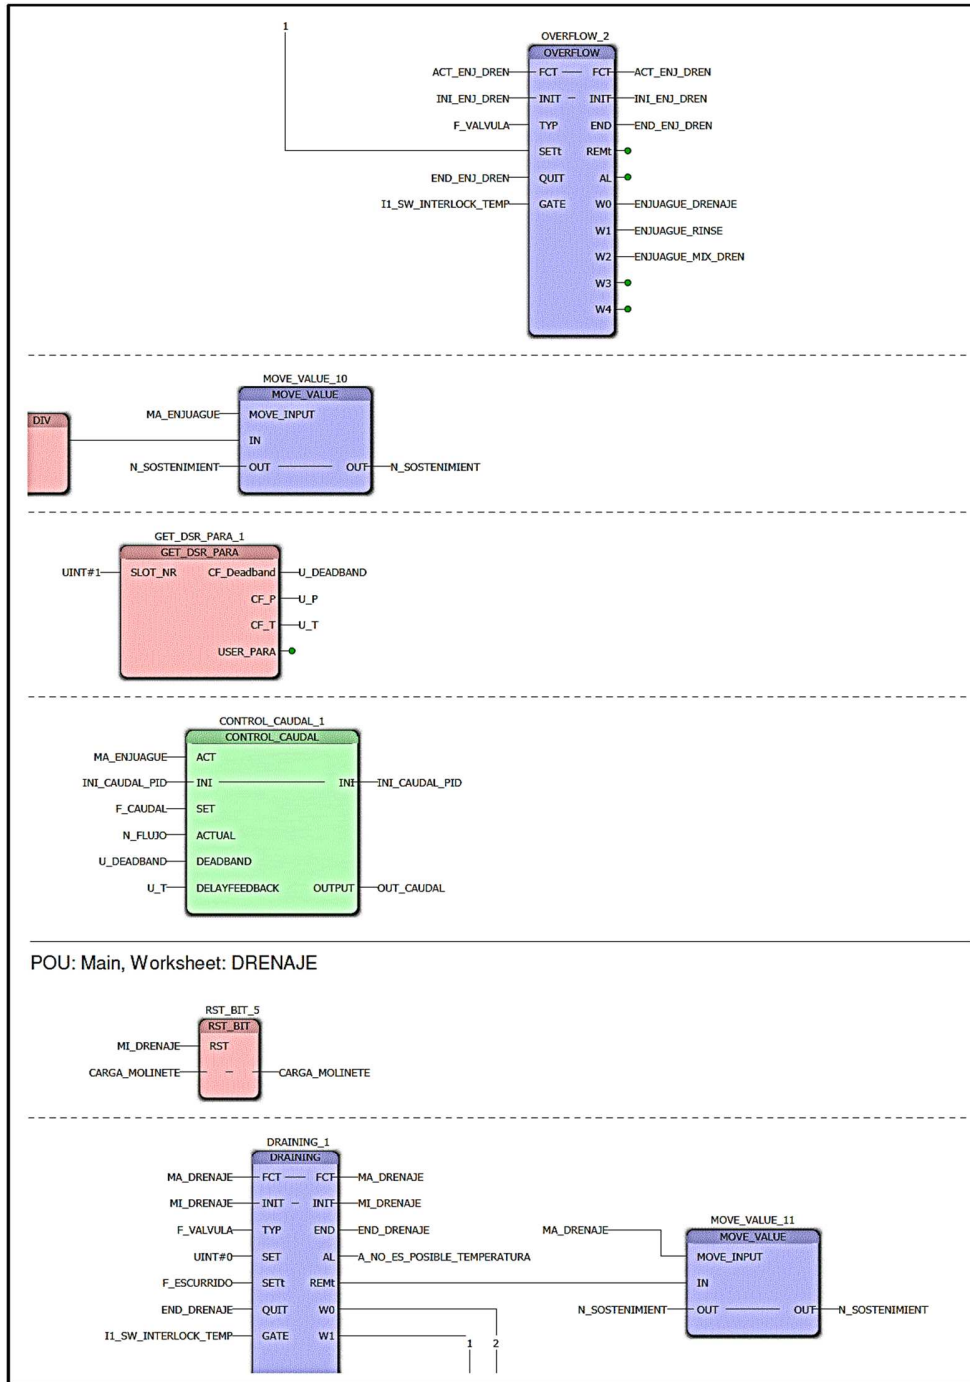 1
OVERFLOW_2
OVERFLOW
ACT_ENJ_DREN FCT FCT ACT_ENJ_DREN
INI_ENJ_DREN INIT INIT INI_ENJ_DREN
F_VALVULA TYP END END_ENJ_DREN
SETt REMt
END_ENJ_DREN QUIT AL
I1_SW_INTERLOCK_TEMP GATE W0 ENJUAGUE_DRENAJE
W1 ENJUAGUE_RINSE
W2 ENJUAGUE_MIX_DREN
W3
W4
MOVE_VALUE_10
MOVE_VALUE
MA_ENJUAGUE MOVE_INPUT
DIV
IN
N_SOSTENIMIENT OUT OUT N_SOSTENIMIENT
GET_DSR_PARA_1
GET_DSR_PARA
UINT#1 SLOT_NR CF_Deadband U_DEADBAND
CF_P U_P
CF_T U_T
USER_PARA
CONTROL_CAUDAL_1
CONTROL_CAUDAL
MA_ENJUAGUE ACT
INI_CAUDAL_PID INI INI INI_CAUDAL_PID
F_CAUDAL SET
N_FLUJO ACTUAL
U_DEADBAND DEADBAND
U_T DELAYFEEDBACK OUTPUT OUT_CAUDAL
POU: Main, Worksheet: DRENAJE
RST_BIT_5
RST_BIT
MI_DRENAJE RST
CARGA_MOLINETE CARGA_MOLINETE
DRAINING_1
DRAINING
MA_DRENAJE FCT FCT MA_DRENAJE
MI_DRENAJE INIT INIT MI_DRENAJE
F_VALVULA TYP END END_DRENAJE
UINT#0 SET AL A_NO_ES_POSIBLE_TEMPERATURA
F_ESCURRIDO SETt REMt
END_DRENAJE QUIT W0
I1_SW_INTERLOCK_TEMP GATE W1
1 2
MOVE_VALUE_11
MOVE_VALUE
MA_DRENAJE MOVE_INPUT
IN
N_SOSTENIMIENT OUT OUT N_SOSTENIMIENT